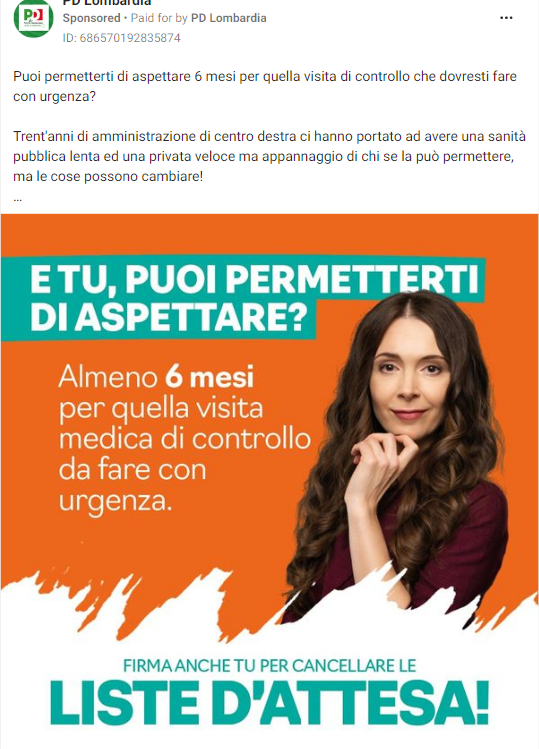 PD Lombardia
Sponsored • Paid for by PD Lombardia
ID: 686570192835874
Puoi permetterti di aspettare 6 mesi per quella visita di controllo che dovresti fare
con urgenza?
Trent'anni di amministrazione di centro destra ci hanno portato ad avere una sanità
pubblica lenta ed una privata veloce ma appannaggio di chi se la può permettere,
ma le cose possono cambiare!
...
E TU, PUOI PERMETTERTI
DI ASPETTARE?
Almeno 6 mesi
per quella visita
medica di controllo
da fare con
urgenza.
FIRMA ANCHE TU PER CANCELLARE LE
LISTE D'ATTESA!